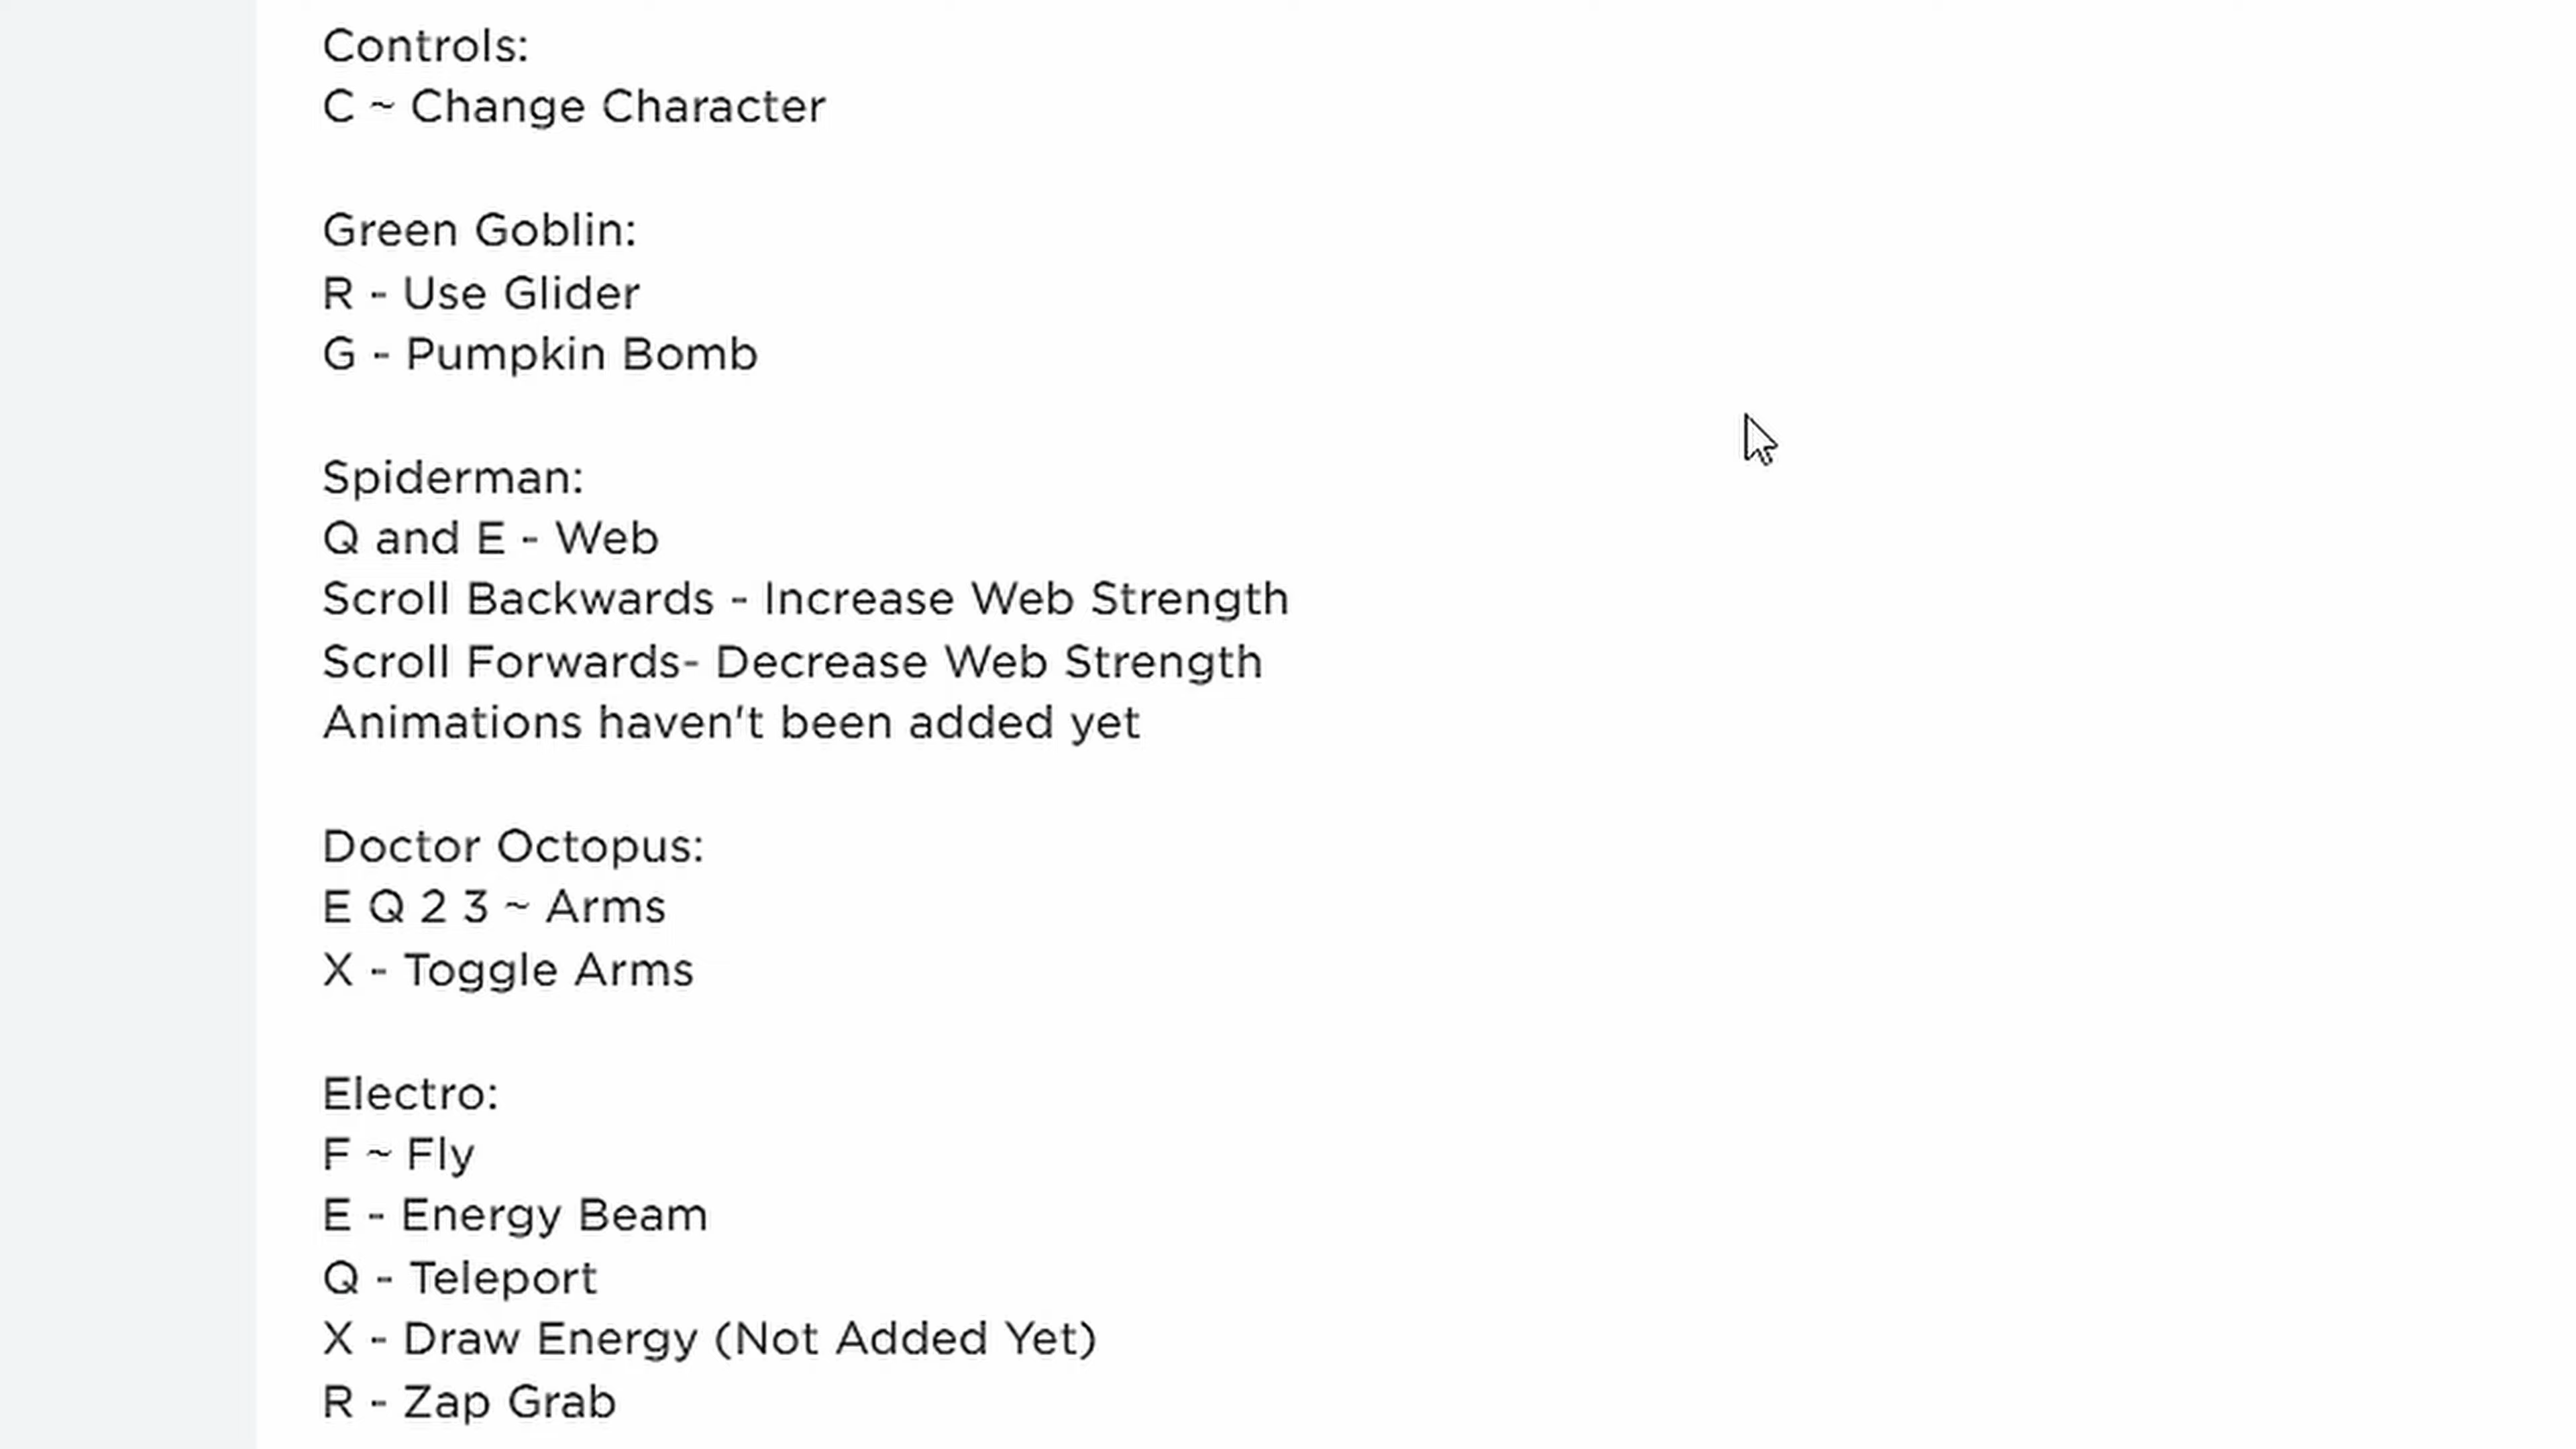 Controls:
C ~ Change Character
Green Goblin:
R - Use Glider
G - Pumpkin Bomb
Spiderman:
Q and E - Web
Scroll Backwards - Increase Web Strength
Scroll Forwards- Decrease Web Strength
Animations haven't been added yet
Doctor Octopus:
E Q 2 3 ~ Arms
X - Toggle Arms
Electro:
F ~ Fly
E - Energy Beam
Q - Teleport
X - Draw Energy (Not Added Yet)
R - Zap Grab